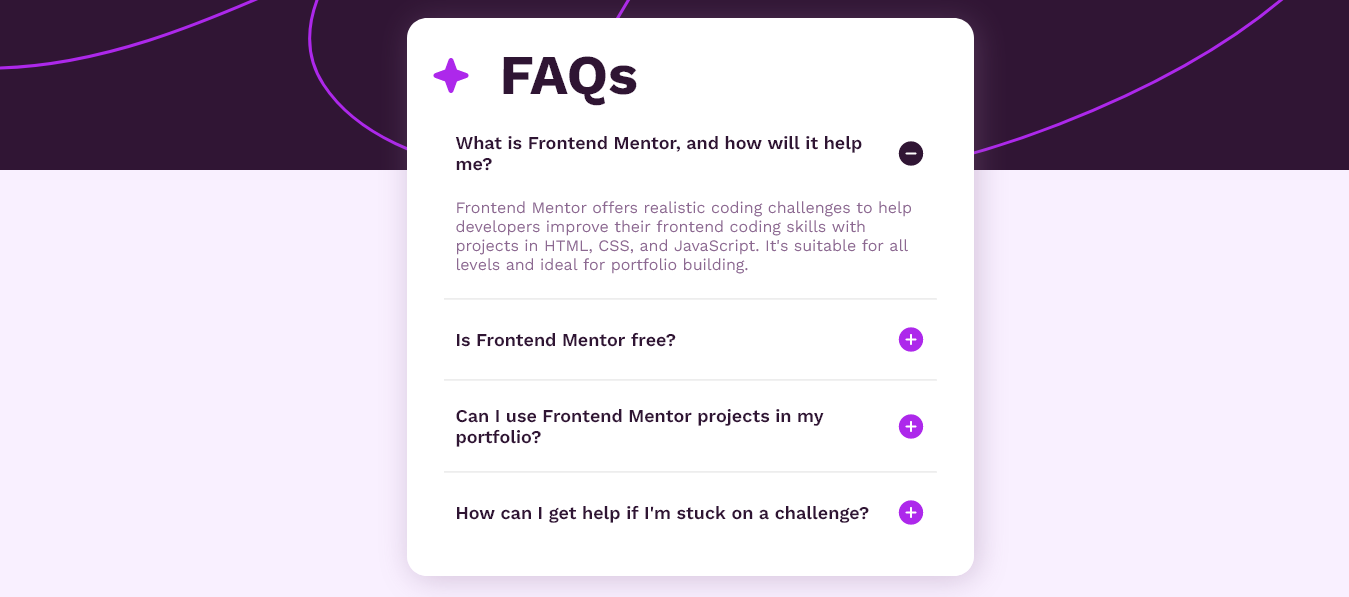 FAQs
What is Frontend Mentor, and how will it help
me?
Frontend Mentor offers realistic coding challenges to help
developers improve their frontend coding skills with
projects in HTML, CSS, and JavaScript. It's suitable for all
levels and ideal for portfolio building.
Is Frontend Mentor free?
Can I use Frontend Mentor projects in my
portfolio?
How can I get help if I'm stuck on a challenge?